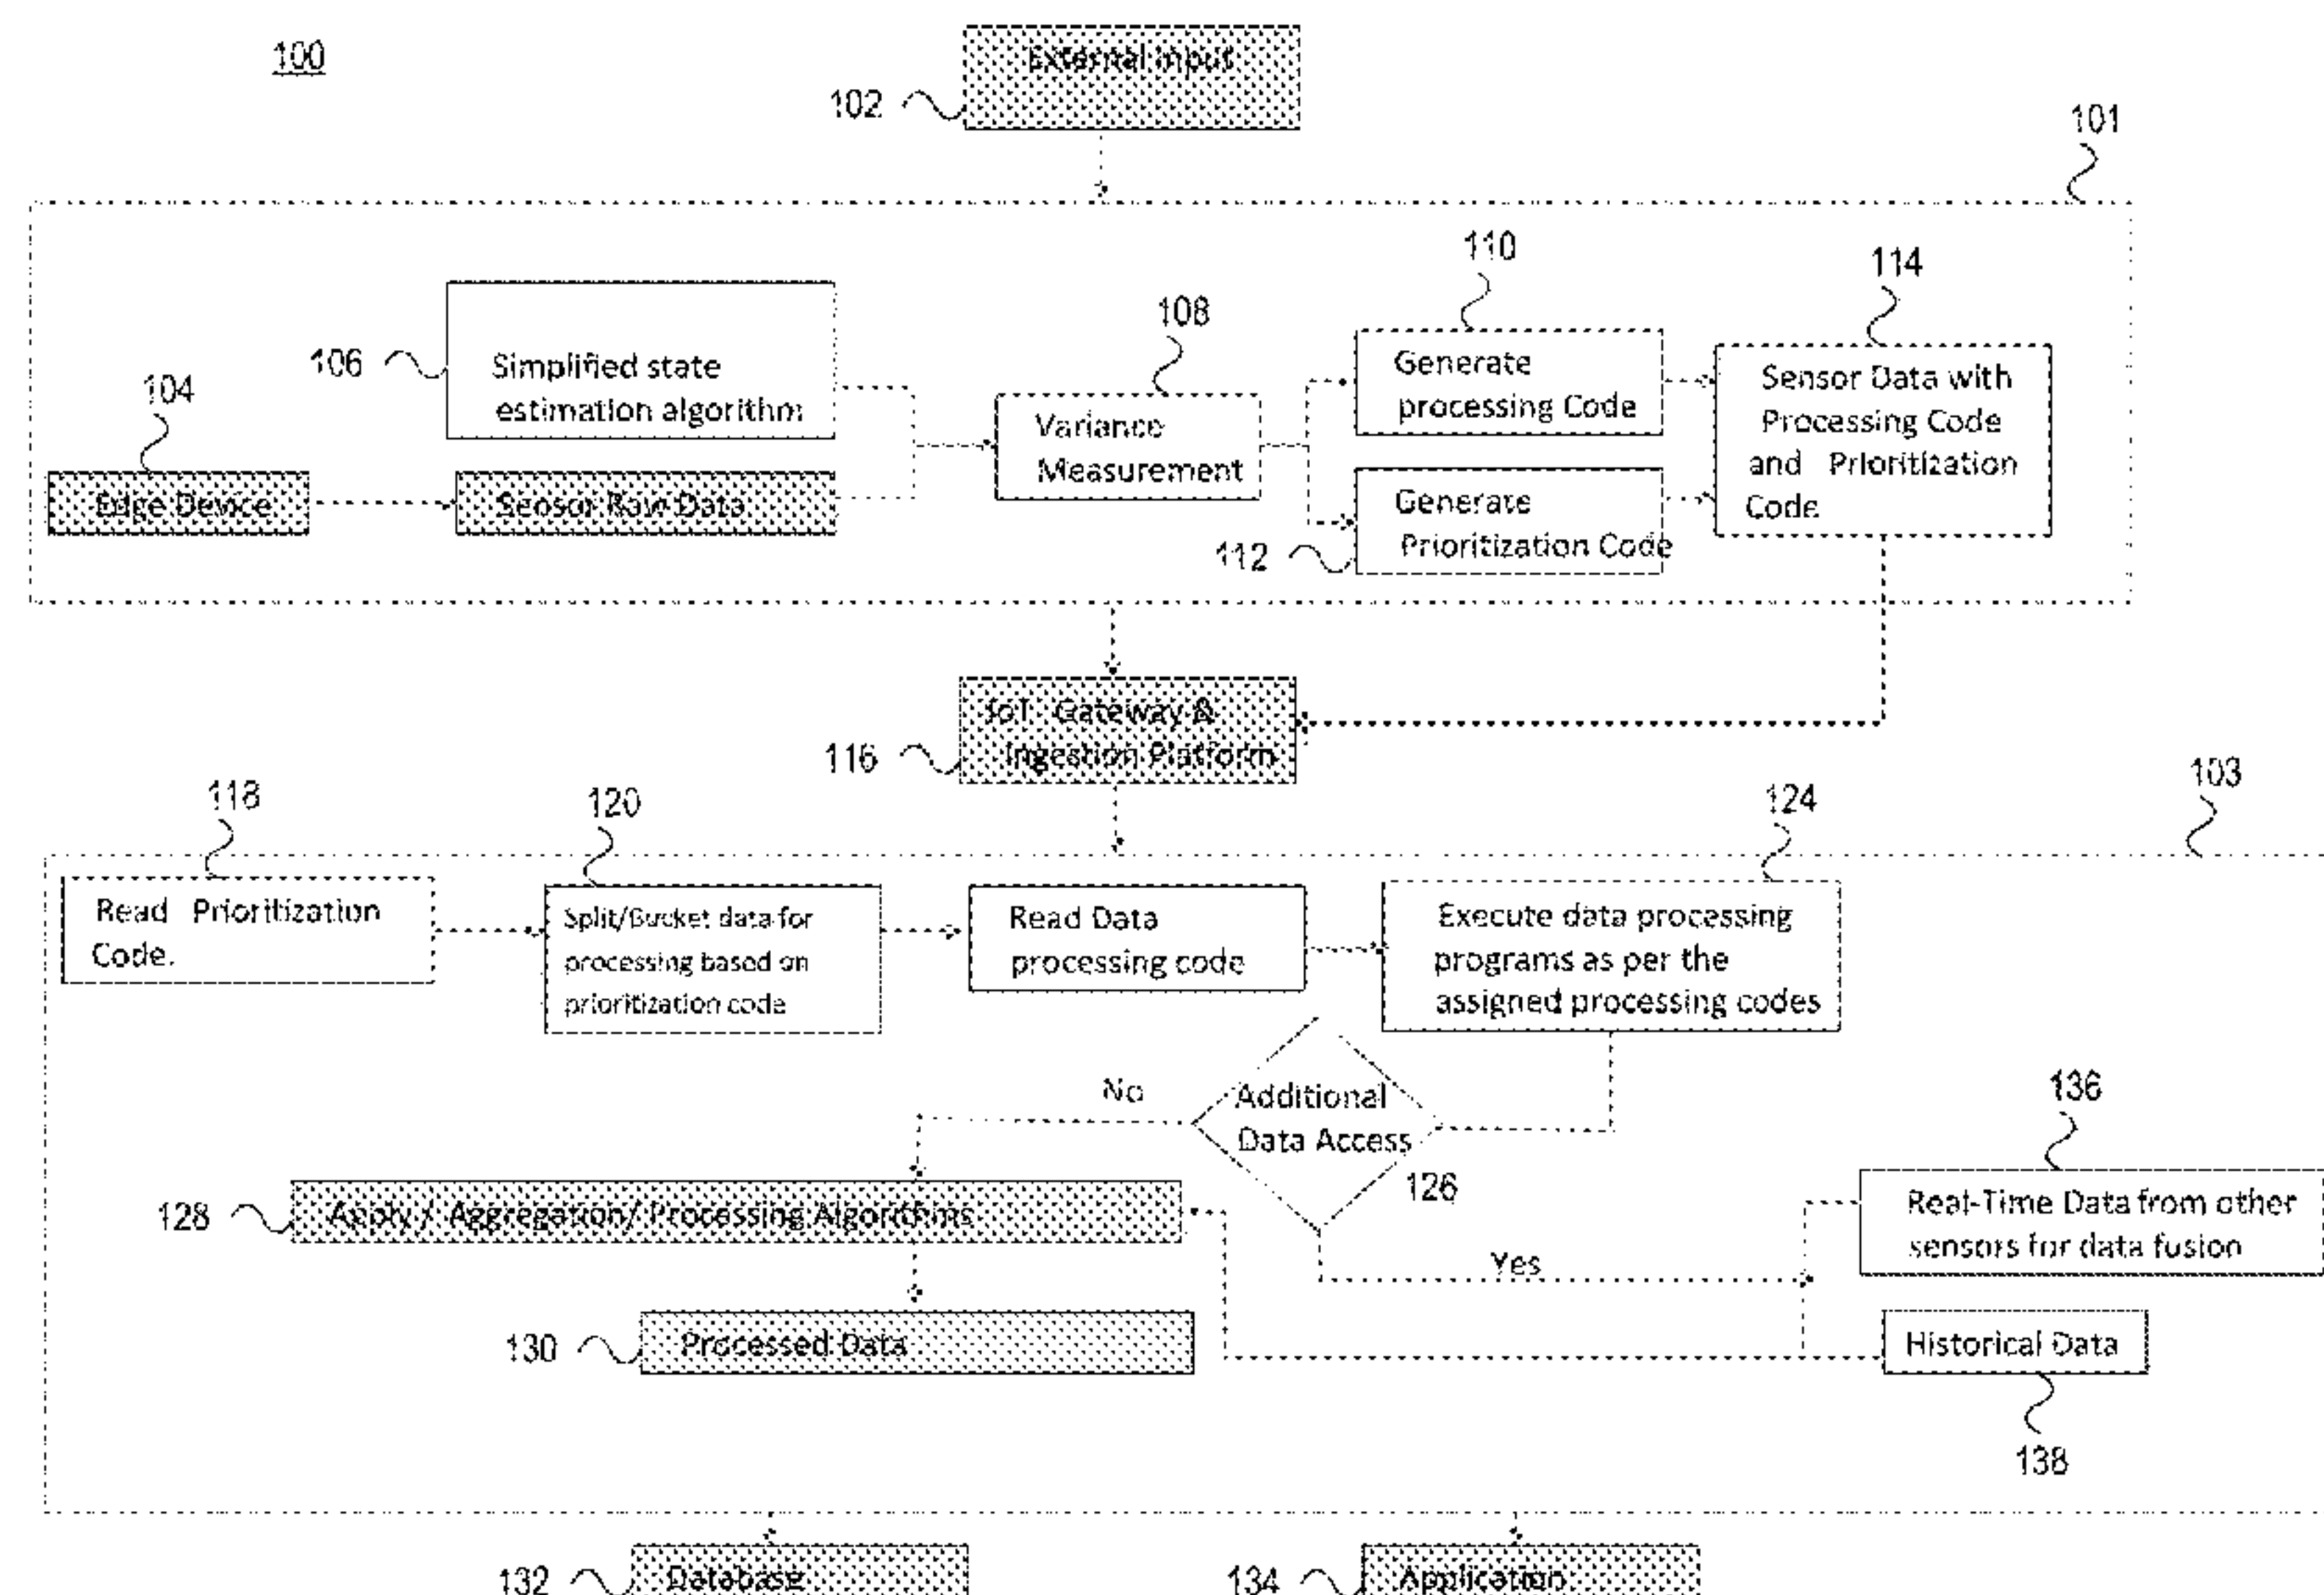 100
External Input
102
101
110
114
108
106
Simplified state
estimation algorithm
104
Generate
processing Code
Sensor Data with
Processing Code
and Prioritization
Code
Variance
Measurement
Edge Device
Sensor Raw Data
Generate
Prioritization Code
112
IoT Gateway &
Ingestion Platform
116
103
118
120
124
Read Prioritization
Code.
Split/Bucket data for
processing based on
prioritization code
Read Data
processing code
Execute data processing
programs as per the
assigned processing codes
No
Additional
Data Access
126
136
128
Apply / Aggregation/ Processing Algorithms
Real-Time Data from other
sensors for data fusion
Yes
130
Processed Data
Historical Data
138
132
Database
134
Application